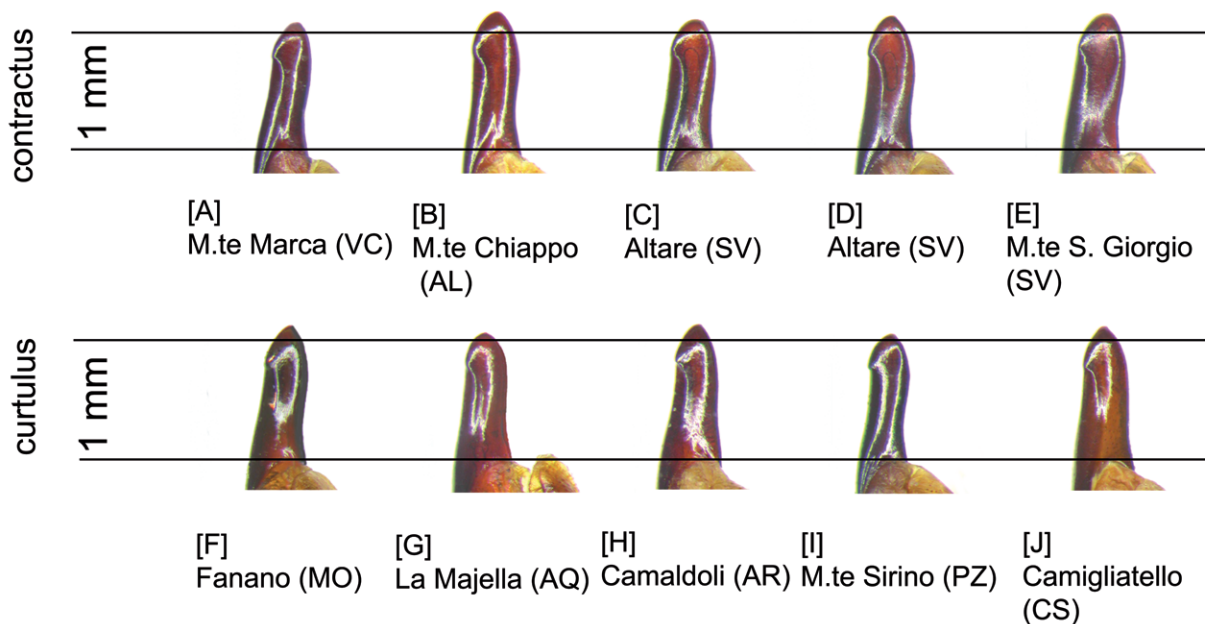 contractus
1 mm
[A]
M.te Marca (VC)
[B]
M.te Chiappo
(AL)
[C]
Altare (SV)
[D]
Altare (SV)
[E]
M.te S. Giorgio
(SV)
curtulus
1 mm
[F]
Fanano (MO)
[G]
La Majella (AQ)
[H]
Camaldoli (AR)
[I]
M.te Sirino (PZ)
[J]
Camigliatello
(CS)